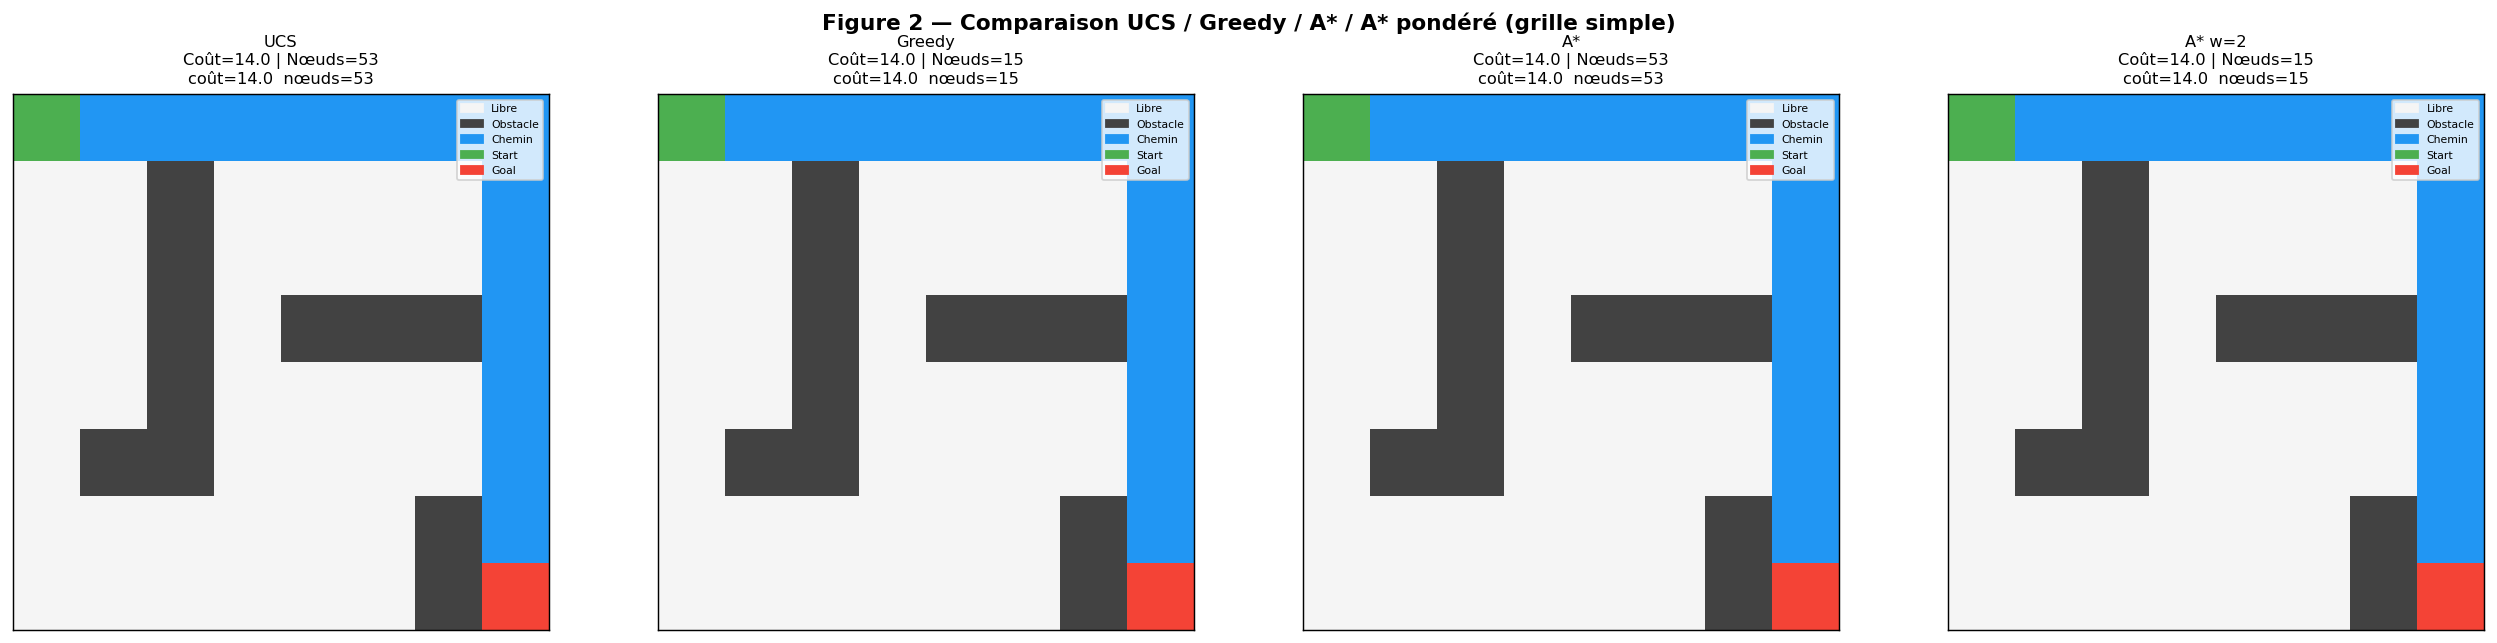 Figure 2 — Comparaison UCS / Greedy / A* / A* pondéré (grille simple)
UCS
Coût=14.0 | Nœuds=53
coût=14.0  nœuds=53
Libre
Obstacle
Chemin
Start
Goal
Greedy
Coût=14.0 | Nœuds=15
coût=14.0  nœuds=15
Libre
Obstacle
Chemin
Start
Goal
A*
Coût=14.0 | Nœuds=53
coût=14.0  nœuds=53
Libre
Obstacle
Chemin
Start
Goal
A* w=2
Coût=14.0 | Nœuds=15
coût=14.0  nœuds=15
Libre
Obstacle
Chemin
Start
Goal